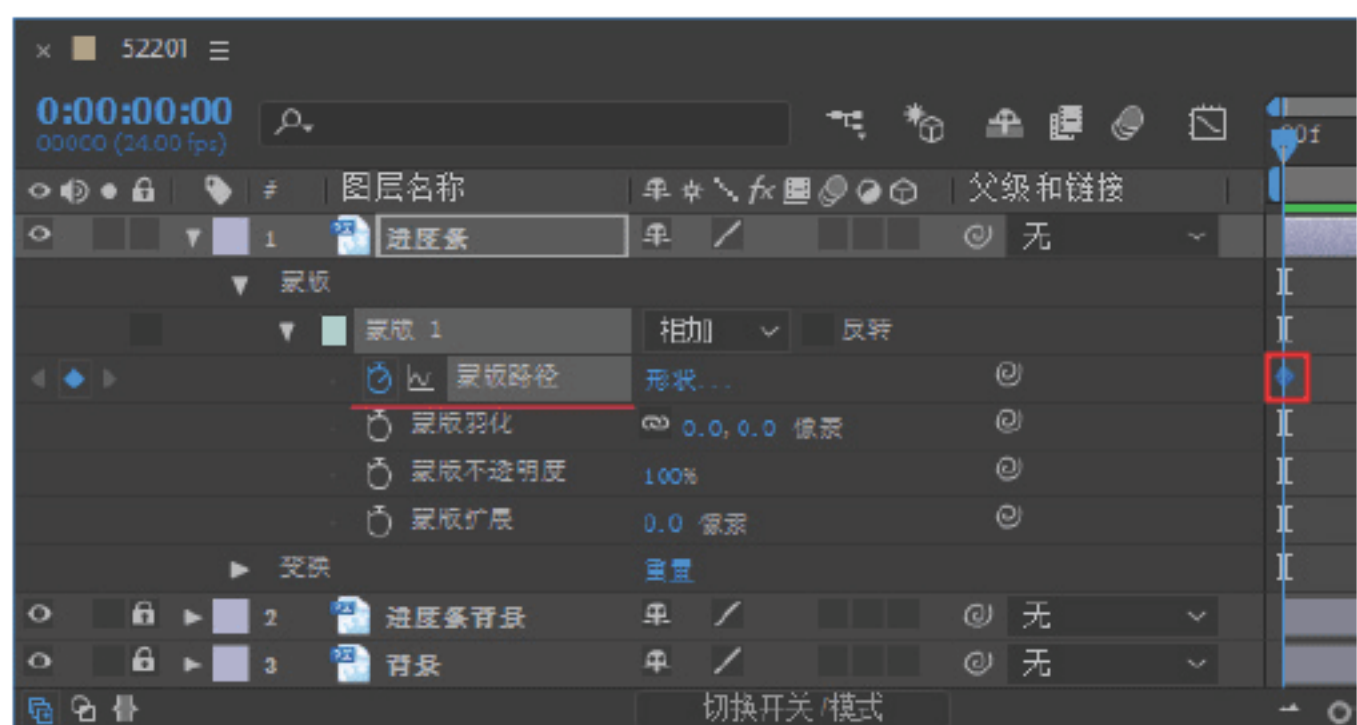 52201
0:00:00:00
00000 (24.00 fps)
00f
# 图层名称 fx 父级和链接
1 进度条 无
蒙版
蒙版 1 相加 反转
蒙版路径 形状...
蒙版羽化 0.0,0.0 像素
蒙版不透明度 100%
蒙版扩展 0.0 像素
变换 重置
2 进度条背景 无
3 背景 无
切换开关/模式